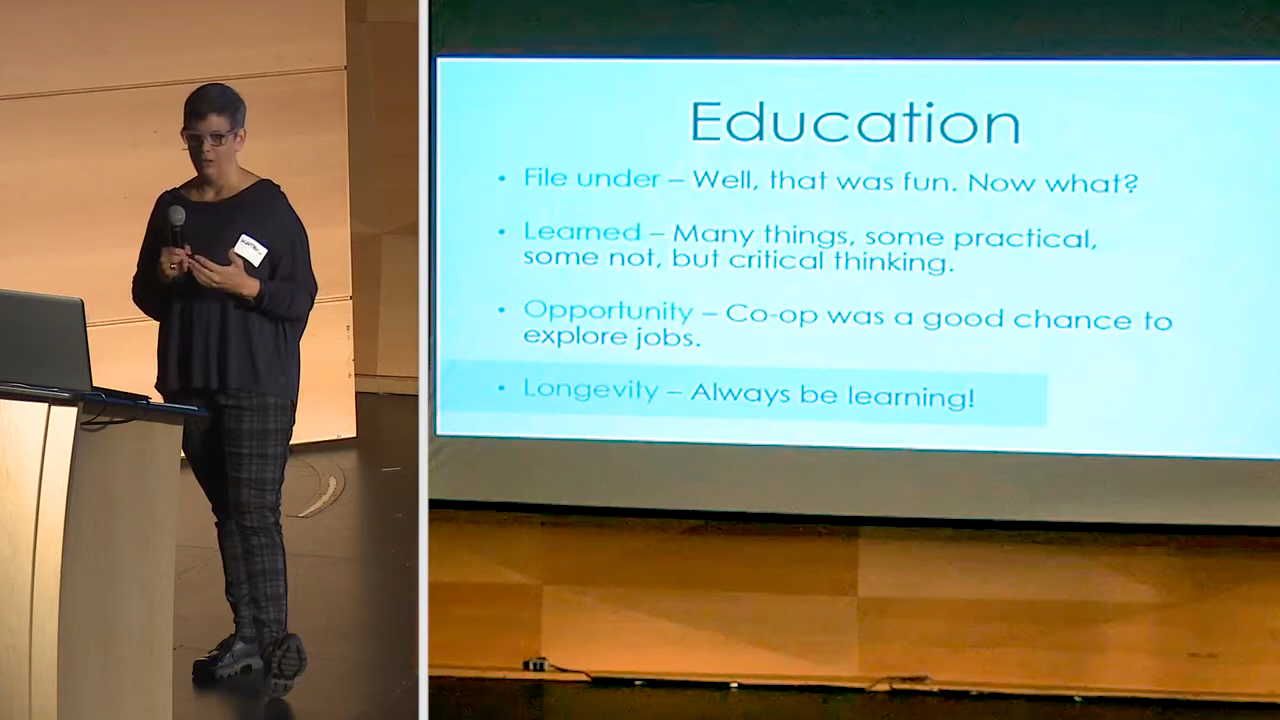 Education
• File under – Well, that was fun. Now what?
• Learned – Many things, some practical,
some not, but critical thinking.
• Opportunity – Co-op was a good chance to
explore jobs.
• Longevity – Always be learning!